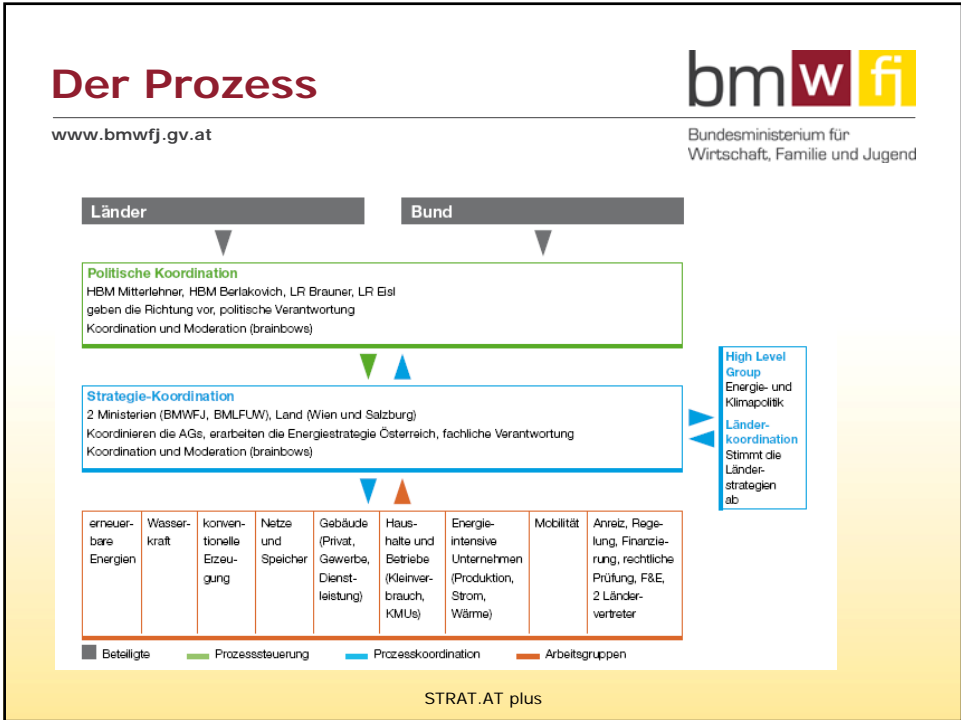 Der Prozess
www.bmwfj.gv.at
bmwfj
Bundesministerium für
Wirtschaft, Familie und Jugend
Länder
Bund
Politische Koordination
HBM Mitterlehner, HBM Berlakovich, LR Brauner, LR Eisl
geben die Richtung vor, politische Verantwortung
Koordination und Moderation (brainbows)
Strategie-Koordination
2 Ministerien (BMWFJ, BMLFUW), Land (Wien und Salzburg)
Koordinieren die AGs, erarbeiten die Energiestrategie Österreich, fachliche Verantwortung
Koordination und Moderation (brainbows)
High Level
Group
Energie- und
Klimapolitik
Länder-
koordination
Stimmt die
Länder-
strategien
ab
erneuer-
bare
Energien
Wasser-
kraft
konven-
tionelle
Erzeu-
gung
Netze
und
Speicher
Gebäude
(Privat,
Gewerbe,
Dienst-
leistung)
Haus-
halte und
Betriebe
(Kleinver-
brauch,
KMUs)
Energie-
intensive
Unternehmen
(Produktion,
Strom,
Wärme)
Mobilität
Anreiz, Rege-
lung, Finanzie-
rung, rechtliche
Prüfung, F&E,
2 Länder-
vertreter
Beteiligte
Prozesssteuerung
Prozesskoordination
Arbeitsgruppen
STRAT.AT plus